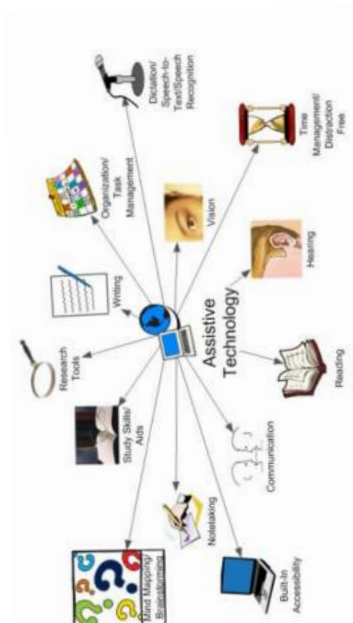 Research
Tools
Writing
Organization/
Task
Management
Study Skills/
Aids
Mind Mapping/
Brainstorming
Dictation/
Speech-to-
Text/Speech
Recognition
Notetaking
Vision
Assistive
Technology
Built-In
Accessibility
Communication
Reading
Hearing
Time
Management/
Distraction
Free